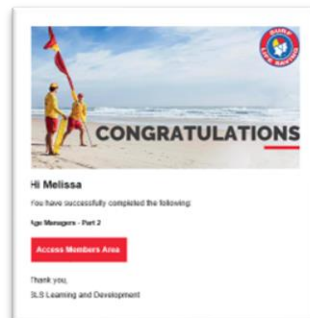 SURF
LIFE SAVING
CONGRATULATIONS
Hi Melissa
You have successfully completed the following:
Age Managers - Part 2
Access Members Area
Thank you,
SLS Learning and Development